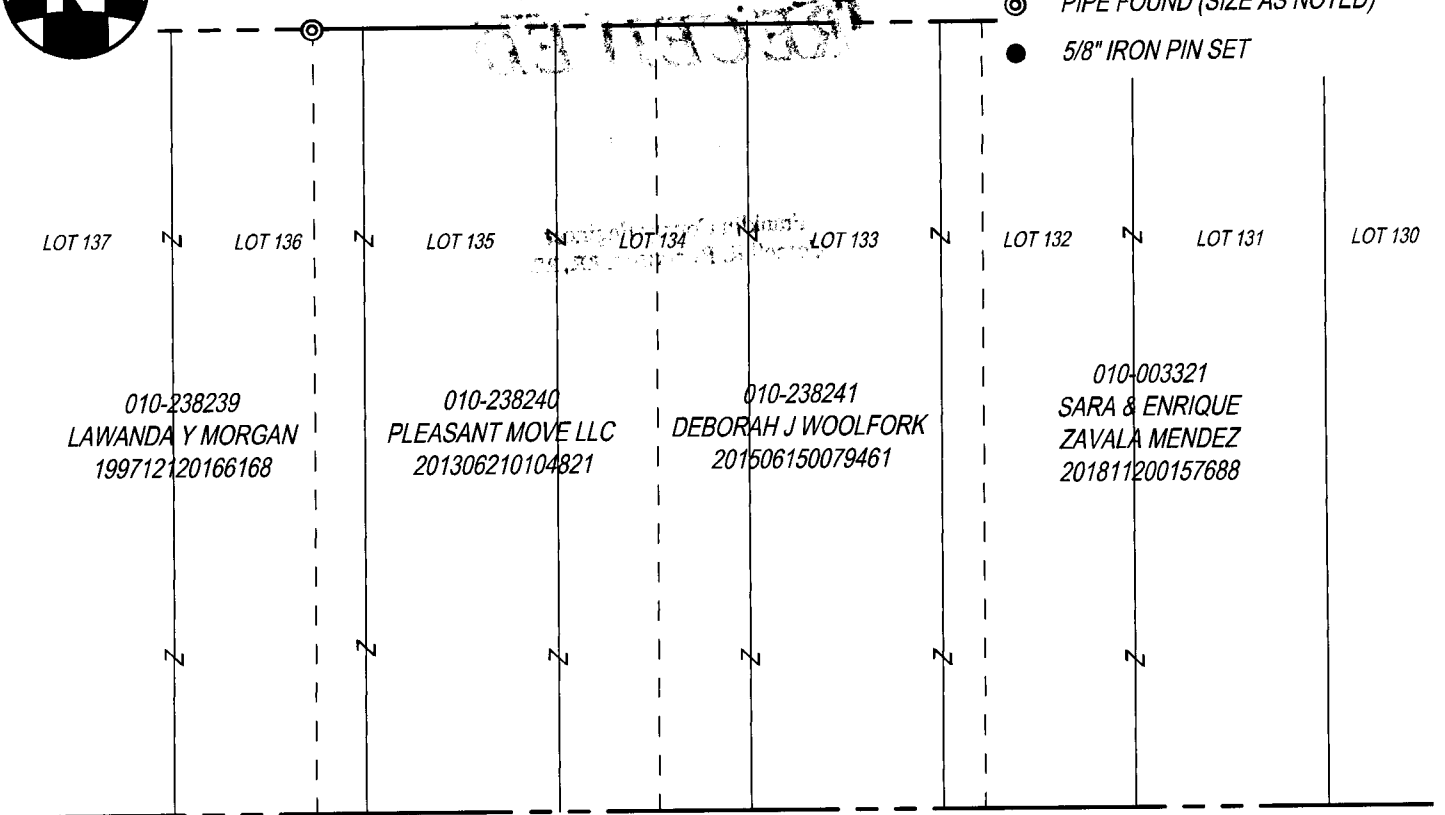 N
PIPE FOUND (SIZE AS NOTED)
5/8" IRON PIN SET
LOT 137
LOT 136
LOT 135
LOT 134
LOT 133
LOT 132
LOT 131
LOT 130
010-238239
LAWANDA Y MORGAN
199712120166168
010-238240
PLEASANT MOVE LLC
201306210104821
010-238241
DEBORAH J WOOLFORK
201506150079461
010-003321
SARA & ENRIQUE
ZAVALA MENDEZ
201811200157688